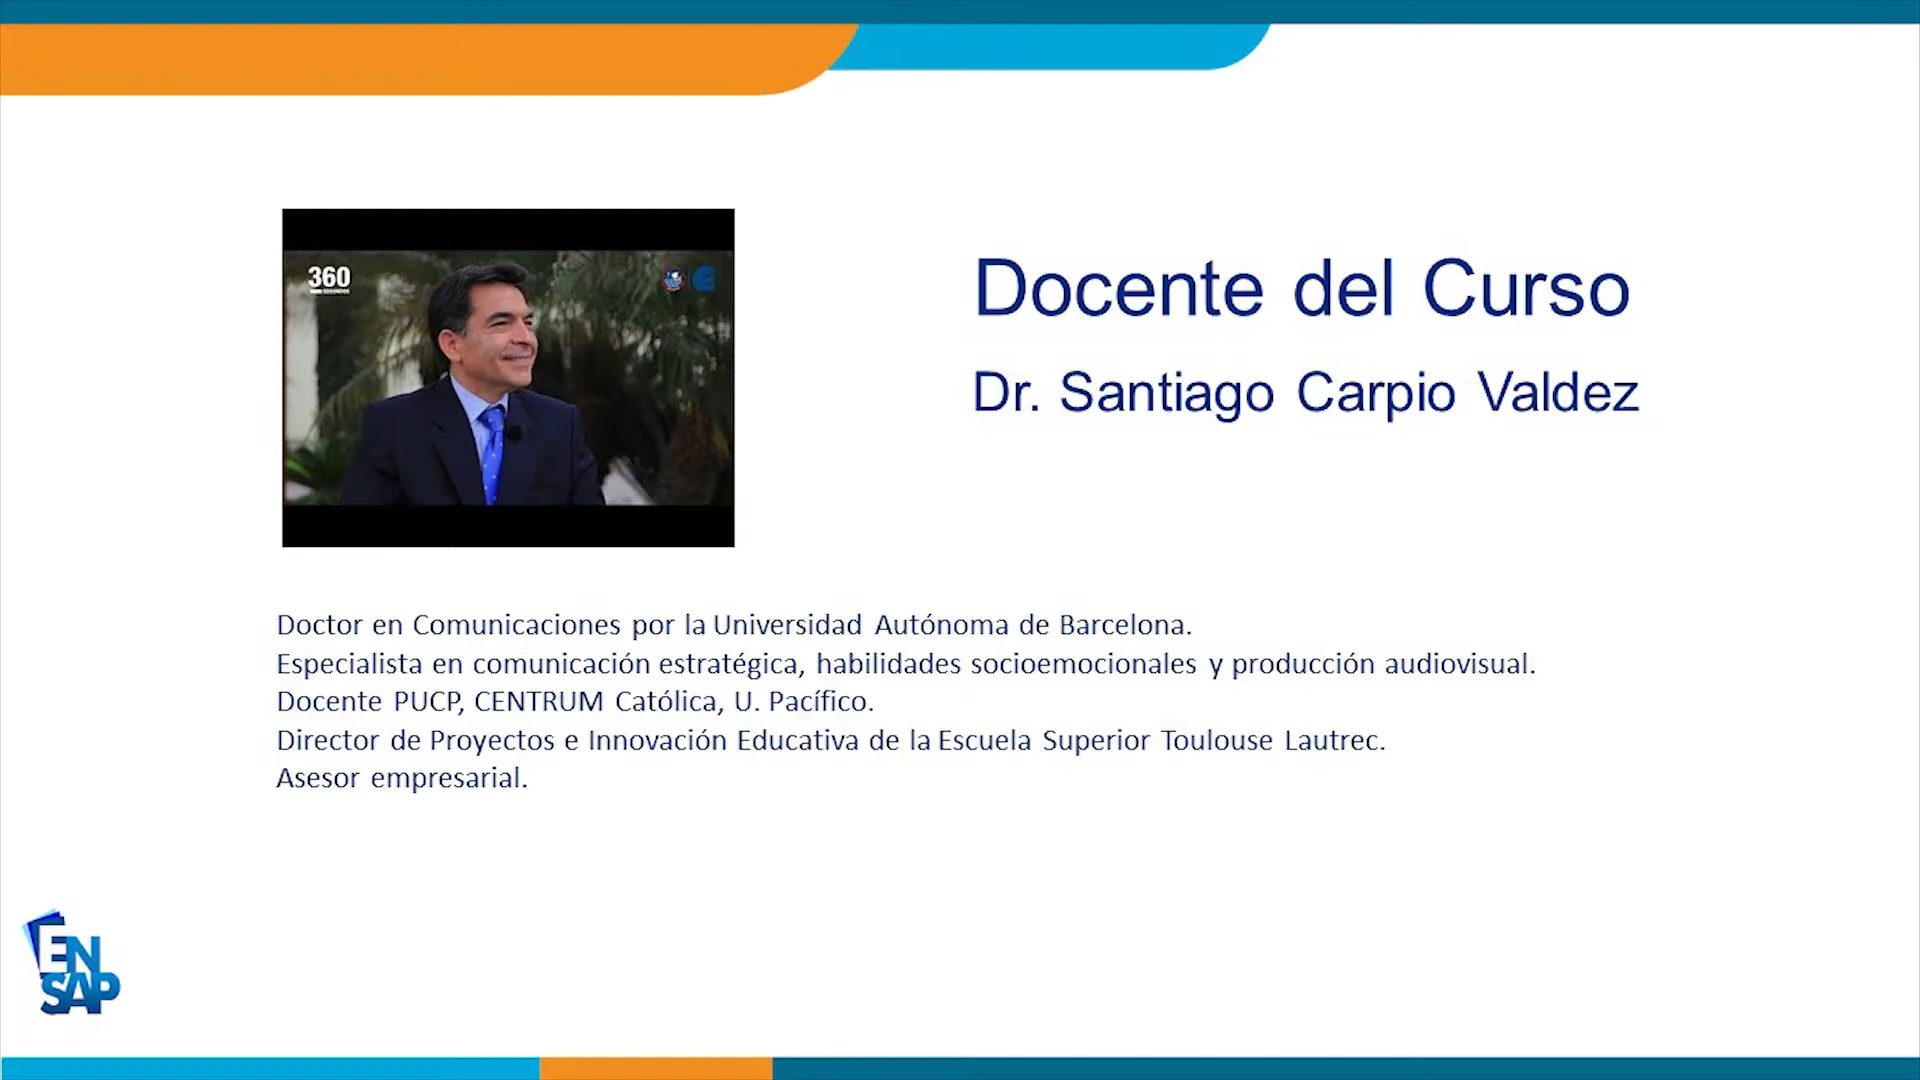 360
Docente del Curso
Dr. Santiago Carpio Valdez
Doctor en Comunicaciones por la Universidad Autónoma de Barcelona.
Especialista en comunicación estratégica, habilidades socioemocionales y producción audiovisual.
Docente PUCP, CENTRUM Católica, U. Pacífico.
Director de Proyectos e Innovación Educativa de la Escuela Superior Toulouse Lautrec.
Asesor empresarial.
EN
SAP